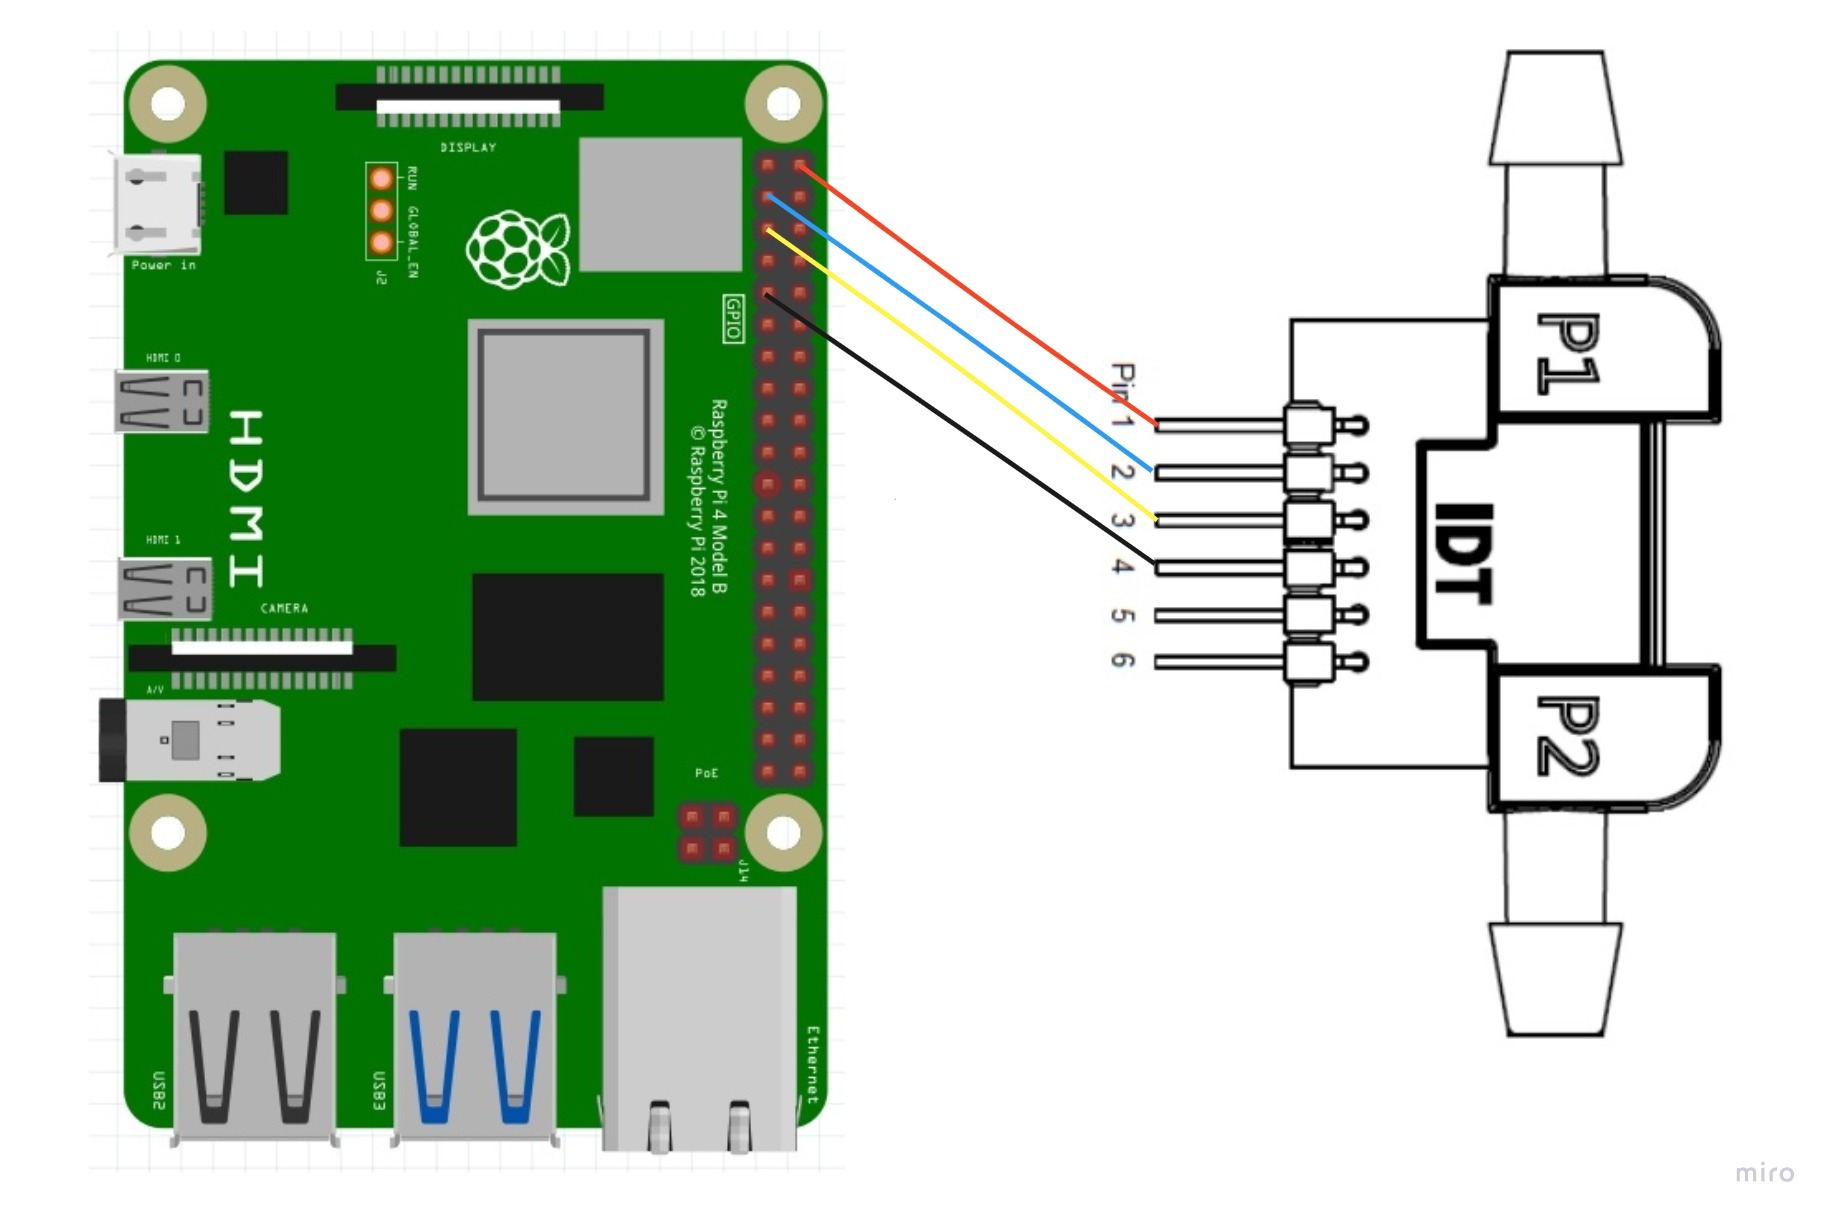 DISPLAY
RUN
GLOBAL_EN
J2
Power in
GPIO
HDMI 0
HDMI
HDMI 1
Raspberry Pi 4 Model B
© Raspberry Pi 2018
CAMERA
A/V
PoE
J14
USB2
USB3
Ethernet
Pin 1
2
3
4
5
6
P1
IDT
P2
miro